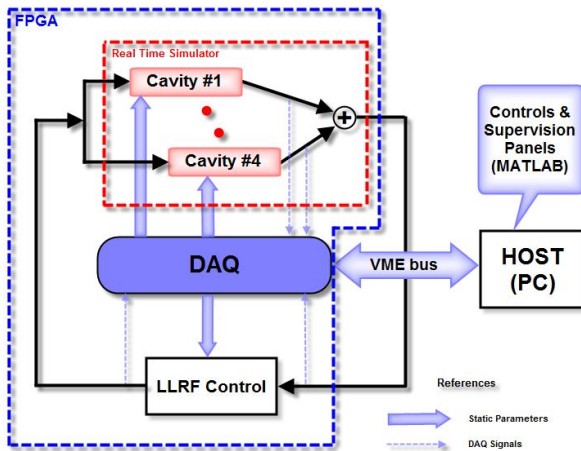 FPGA
Real Time Simulator
Cavity #1
Cavity #4
+
Controls &
Supervision
Panels
(MATLAB)
DAQ
VME bus
HOST
(PC)
LLRF Control
References
Static Parameters
DAQ Signals